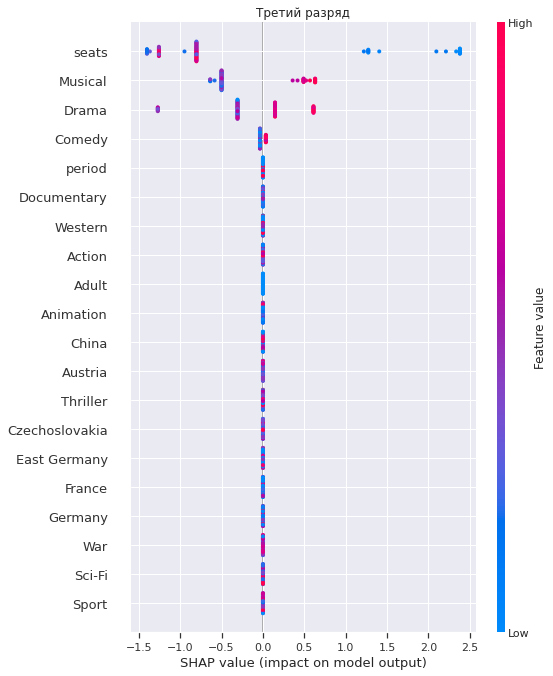 Третий разряд
High
seats
Musical
Drama
Comedy
period
Documentary
Western
Action
Adult
Animation
China
Austria
Thriller
Czechoslovakia
East Germany
France
Germany
War
Sci-Fi
Sport
Feature value
Low
−1.5 −1.0 −0.5 0.0 0.5 1.0 1.5 2.0 2.5
SHAP value (impact on model output)